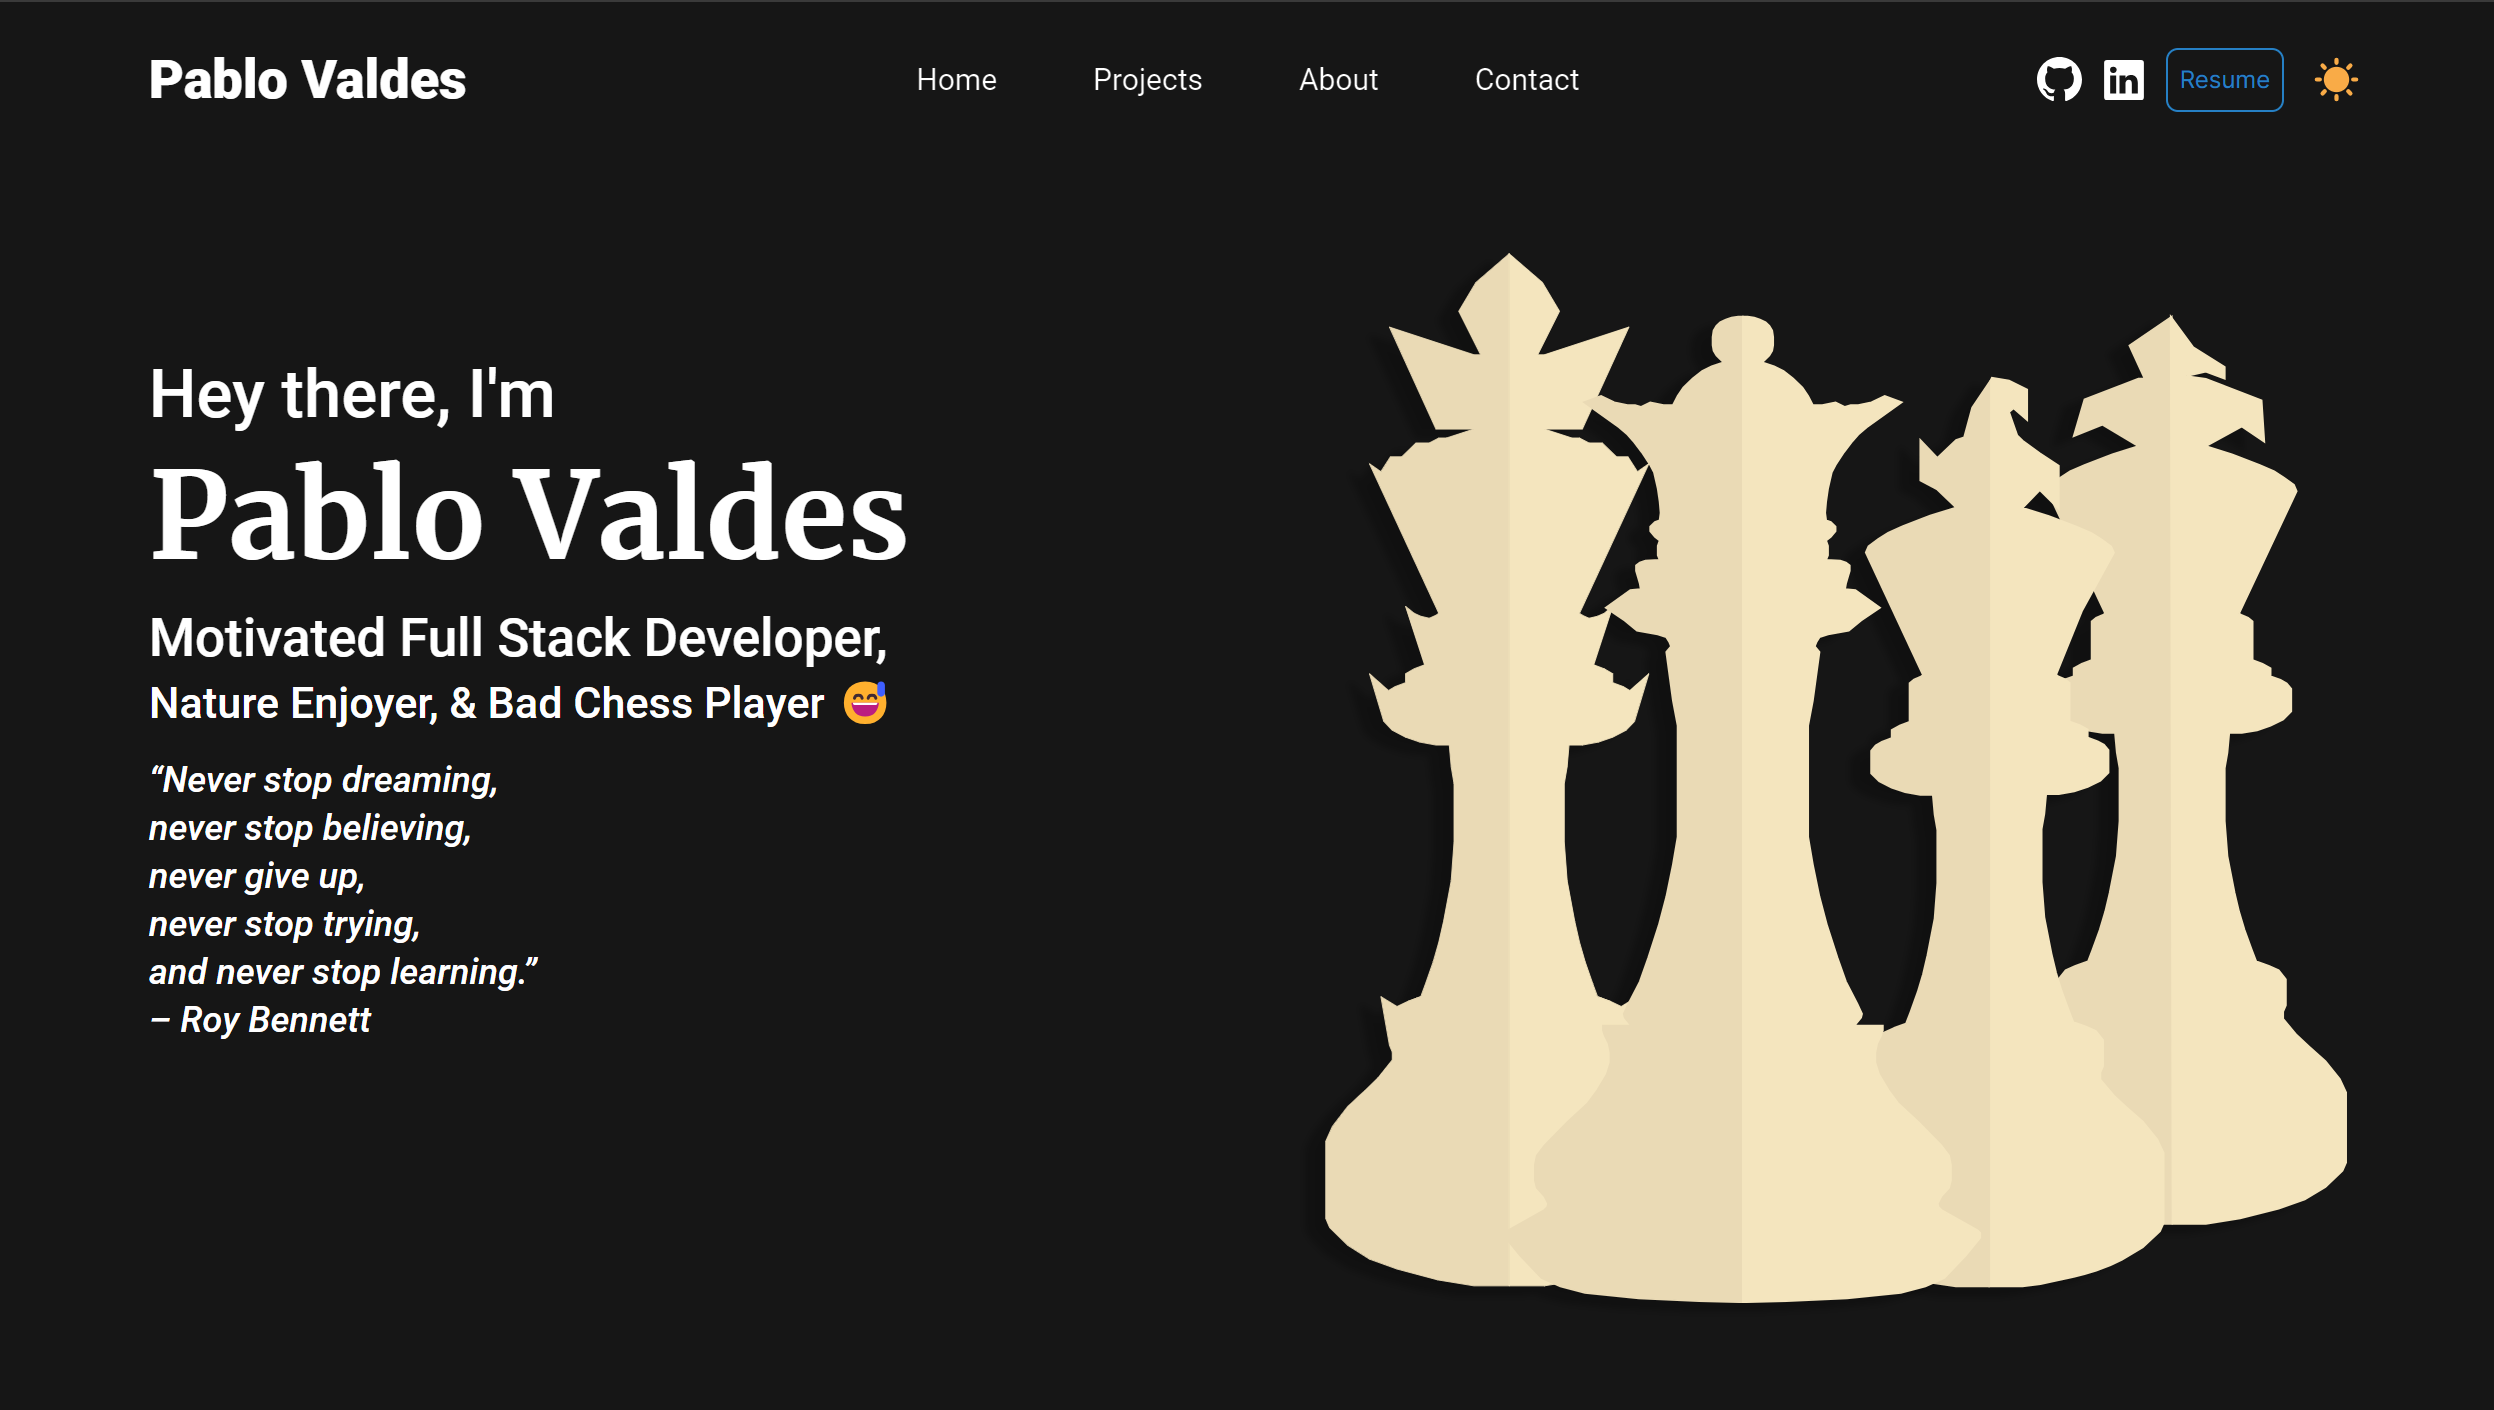 Pablo Valdes
Home Projects About Contact
in Resume
Hey there, I'm
Pablo Valdes
Motivated Full Stack Developer,
Nature Enjoyer, & Bad Chess Player 😅
“Never stop dreaming,
never stop believing,
never give up,
never stop trying,
and never stop learning.”
– Roy Bennett